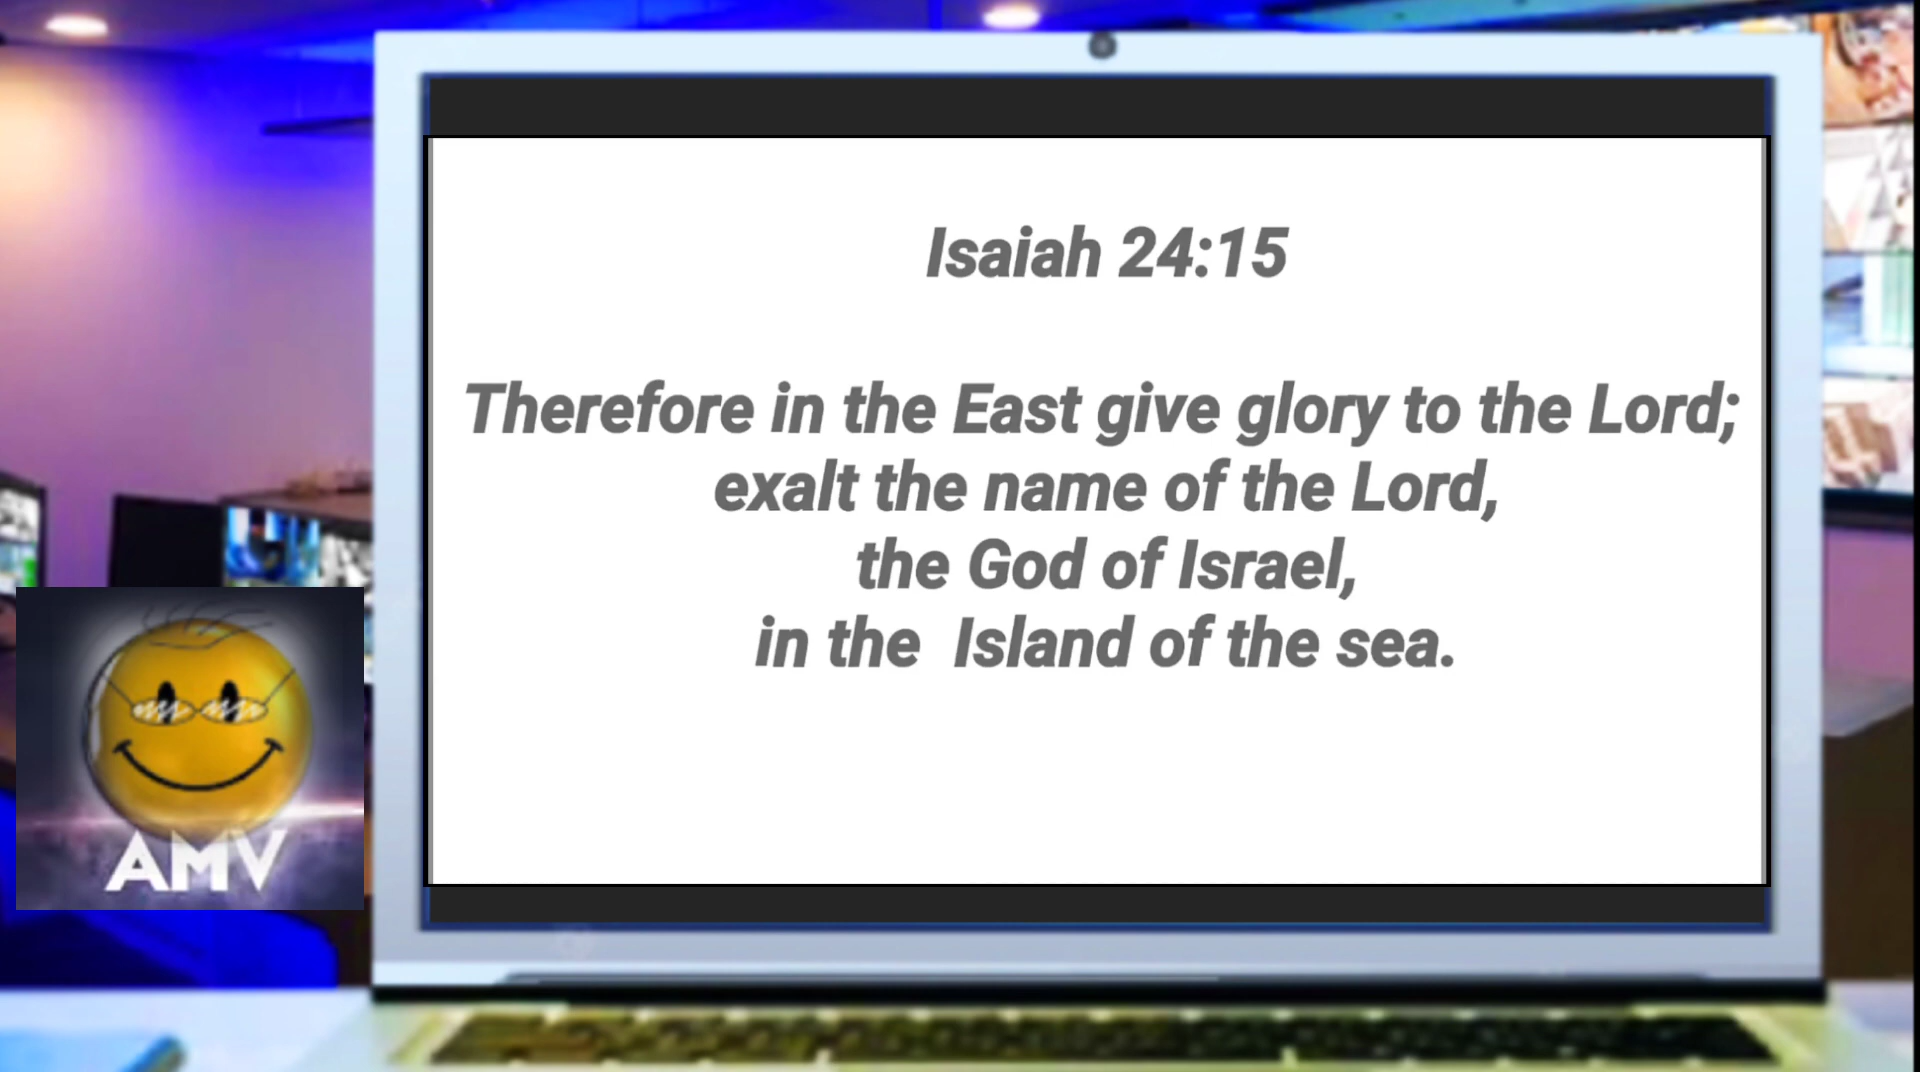 Isaiah 24:15
Therefore in the East give glory to the Lord;
exalt the name of the Lord,
the God of Israel,
in the  Island of the sea.
AMV